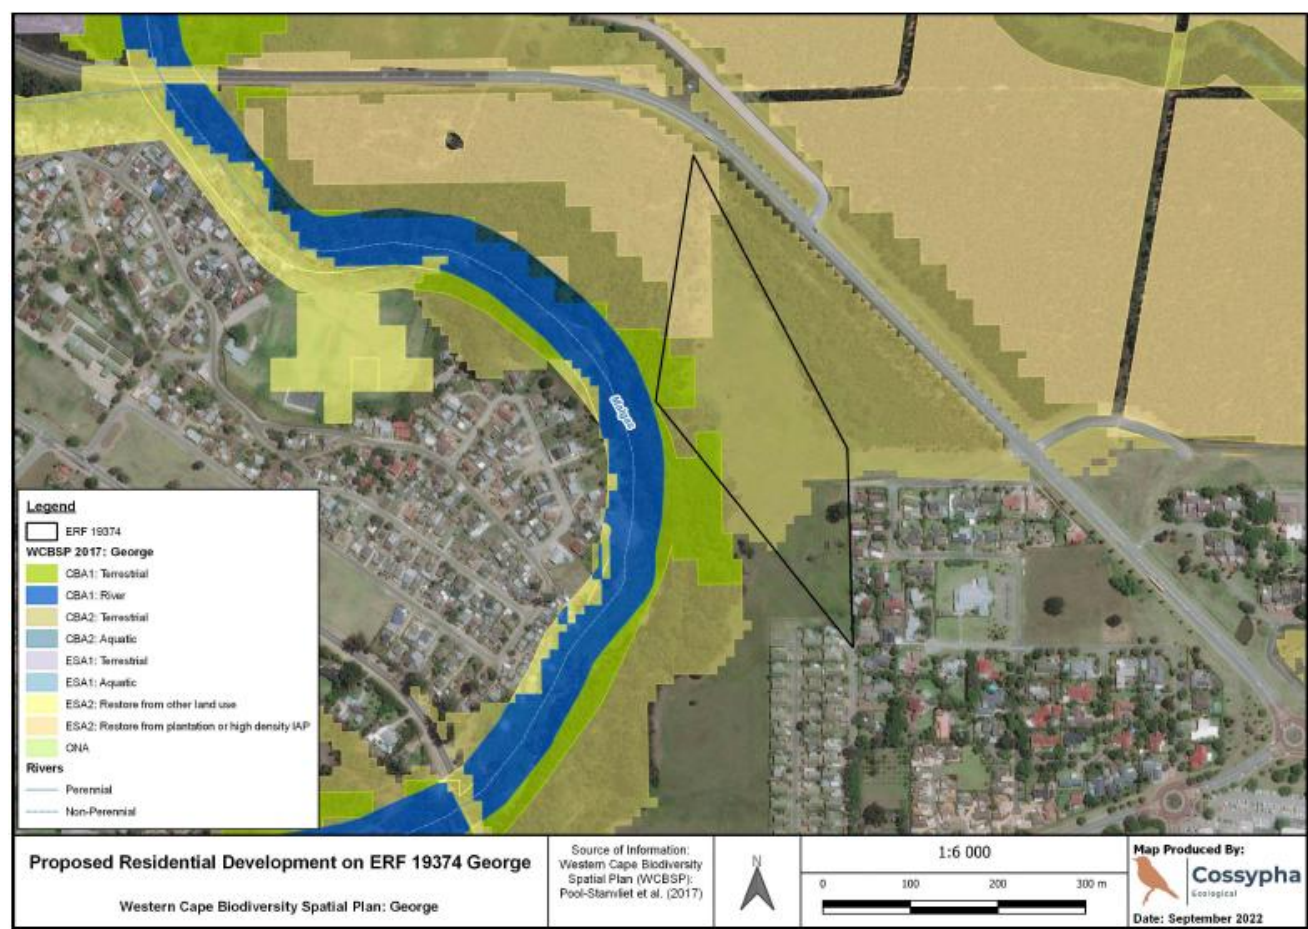 Malgas
Legend
ERF 19374
WCBSP 2017: George
CBA1: Terrestrial
CBA1: River
CBA2: Terrestrial
CBA2: Aquatic
ESA1: Terrestrial
ESA1: Aquatic
ESA2: Restore from other land use
ESA2: Restore from plantation or high density IAP
ONA
Rivers
Perennial
Non-Perennial
Proposed Residential Development on ERF 19374 George
Western Cape Biodiversity Spatial Plan: George
Source of Information:
Western Cape Biodiversity
Spatial Plan (WCBSP):
Pool-Stanvliet et al. (2017)
N
1:6 000
0 100 200 300 m
Map Produced By:
Cossypha
Ecological
Date: September 2022